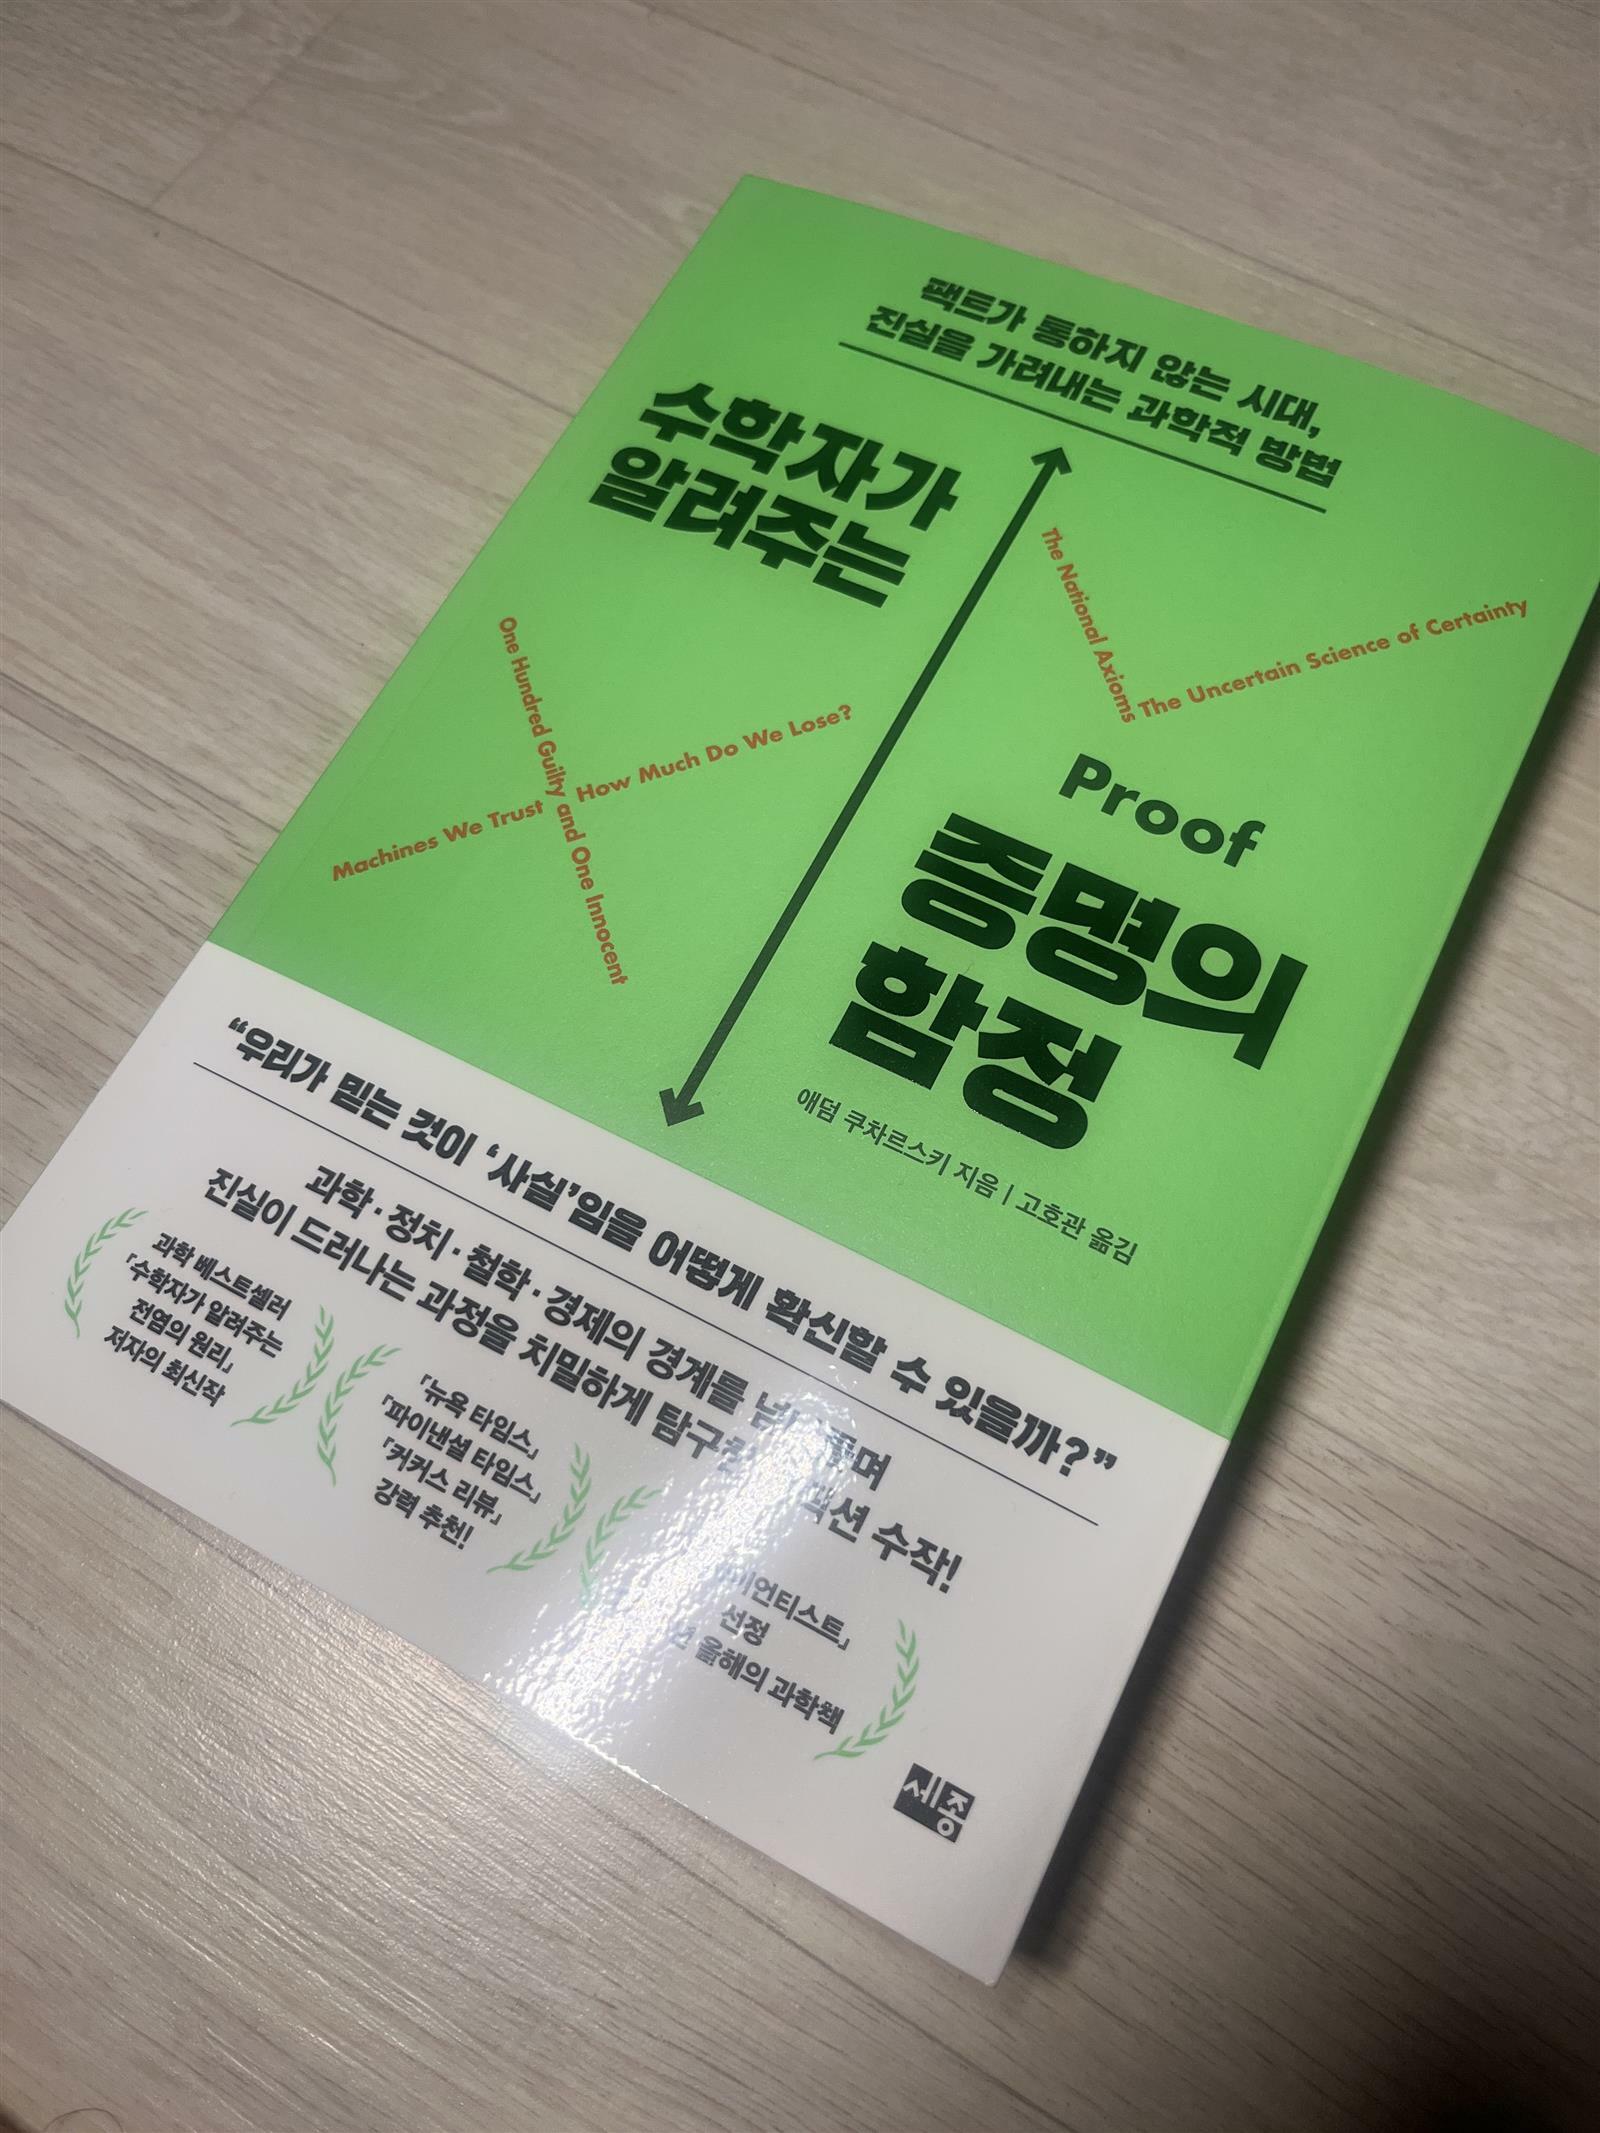 팩트가 통하지 않는 시대,
진실을 가려내는 과학적 방법
수학자가
알려주는
The National Axioms
The Uncertain Science of Certainty
One Hundred Guilty and One Innocent
Machines We Trust
How Much Do We Lose?
Proof
증명의
함정
애덤 쿠차르스키 지음 | 고호관 옮김
“우리가 믿는 것이 ‘사실’임을 어떻게 확신할 수 있을까?”
과학·정치·철학·경제의 경계를
진실이 드러나는 과정을 치밀하게 수작!
과학 베스트셀러
「수학자가 알려주는
전염의 원리」
저자의 최신작
「뉴욕 타임스」
「파이낸셜 타임스」
「커커스 리뷰」
강력 추천!
선정
올해의 과학책
세종